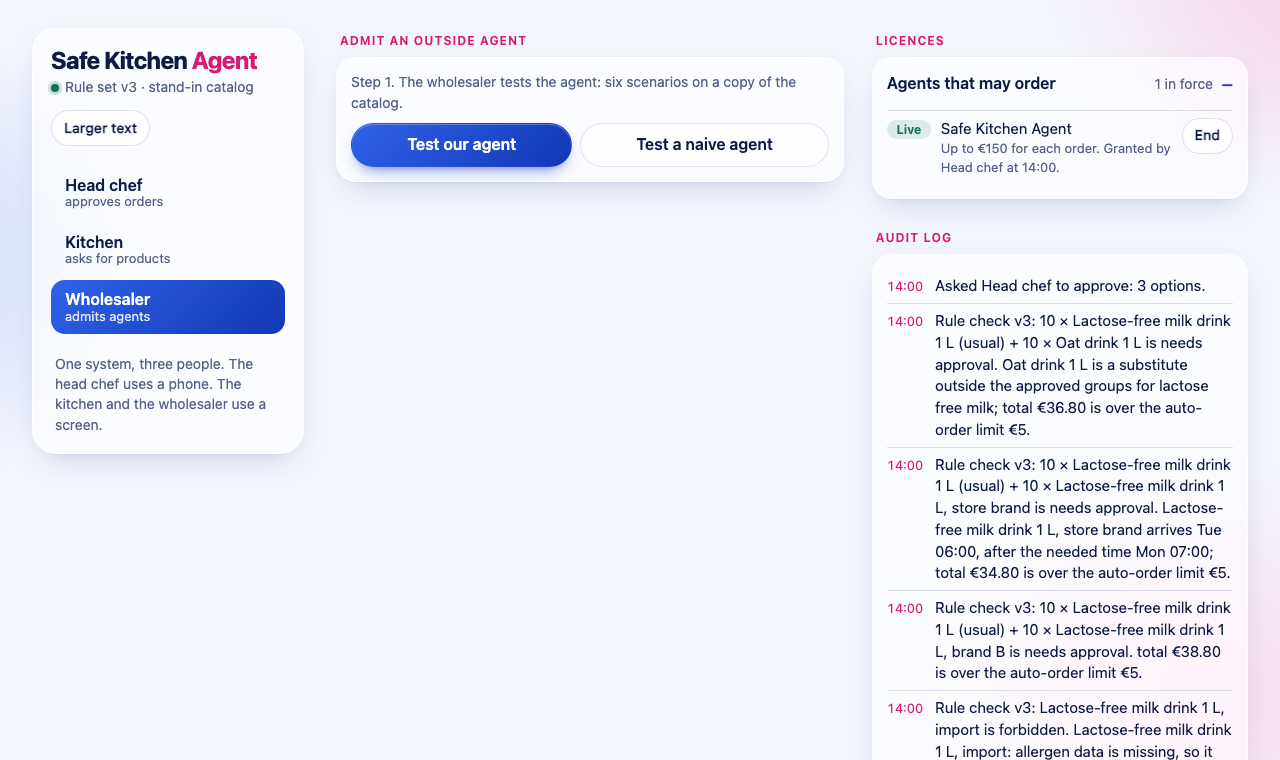 Safe Kitchen Agent
Rule set v3 · stand-in catalog
Larger text
Head chef
approves orders
Kitchen
asks for products
Wholesaler
admits agents
One system, three people. The
head chef uses a phone. The
kitchen and the wholesaler use a
screen.
ADMIT AN OUTSIDE AGENT
Step 1. The wholesaler tests the agent: six scenarios on a copy of the
catalog.
Test our agent
Test a naive agent
LICENCES
Agents that may order
1 in force –
Live
Safe Kitchen Agent
Up to €150 for each order. Granted by
Head chef at 14:00.
End
AUDIT LOG
14:00 Asked Head chef to approve: 3 options.
14:00 Rule check v3: 10 × Lactose-free milk drink
1 L (usual) + 10 × Oat drink 1 L is needs
approval. Oat drink 1 L is a substitute
outside the approved groups for lactose
free milk; total €36.80 is over the auto-
order limit €5.
14:00 Rule check v3: 10 × Lactose-free milk drink
1 L (usual) + 10 × Lactose-free milk drink 1
L, store brand is needs approval. Lactose-
free milk drink 1 L, store brand arrives Tue
06:00, after the needed time Mon 07:00;
total €34.80 is over the auto-order limit €5.
14:00 Rule check v3: 10 × Lactose-free milk drink
1 L (usual) + 10 × Lactose-free milk drink 1
L, brand B is needs approval. total €38.80
is over the auto-order limit €5.
14:00 Rule check v3: Lactose-free milk drink 1 L,
import is forbidden. Lactose-free milk drink
1 L, import: allergen data is missing, so it